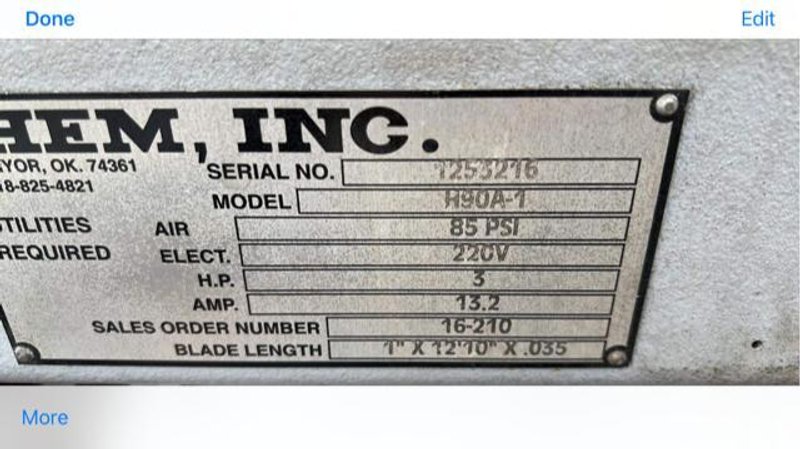 Done
Edit
HEM, INC.
YOR, OK. 74361
8-825-4821
SERIAL NO. 1253216
MODEL H90A-1
TILITIES AIR 85 PSI
REQUIRED ELECT. 220V
H.P. 3
AMP. 13.2
SALES ORDER NUMBER 16-210
BLADE LENGTH 1" X 12'10" X .035
More